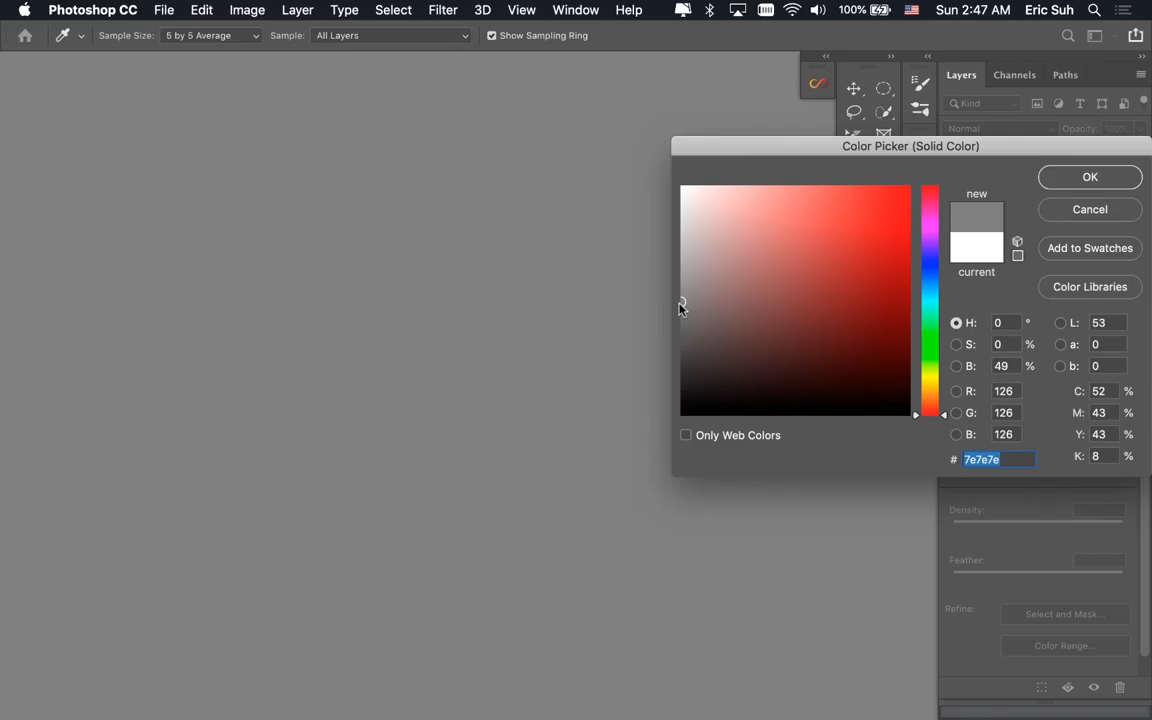 Photoshop CC File Edit Image Layer Type Select Filter 3D View Window Help 100% Sun 2:47 AM Eric Suh
Sample Size: 5 by 5 Average Sample: All Layers Show Sampling Ring
Layers Channels Paths
Kind
Normal Opacity: 100%
Color Picker (Solid Color)
new
OK
Cancel
Add to Swatches
current
Color Libraries
H: 0 ° L: 53
S: 0 % a: 0
B: 49 % b: 0
R: 126 C: 52 %
G: 126 M: 43 %
B: 126 Y: 43 %
# 7e7e7e K: 8 %
Only Web Colors
Density:
Feather:
Refine: Select and Mask...
Color Range...